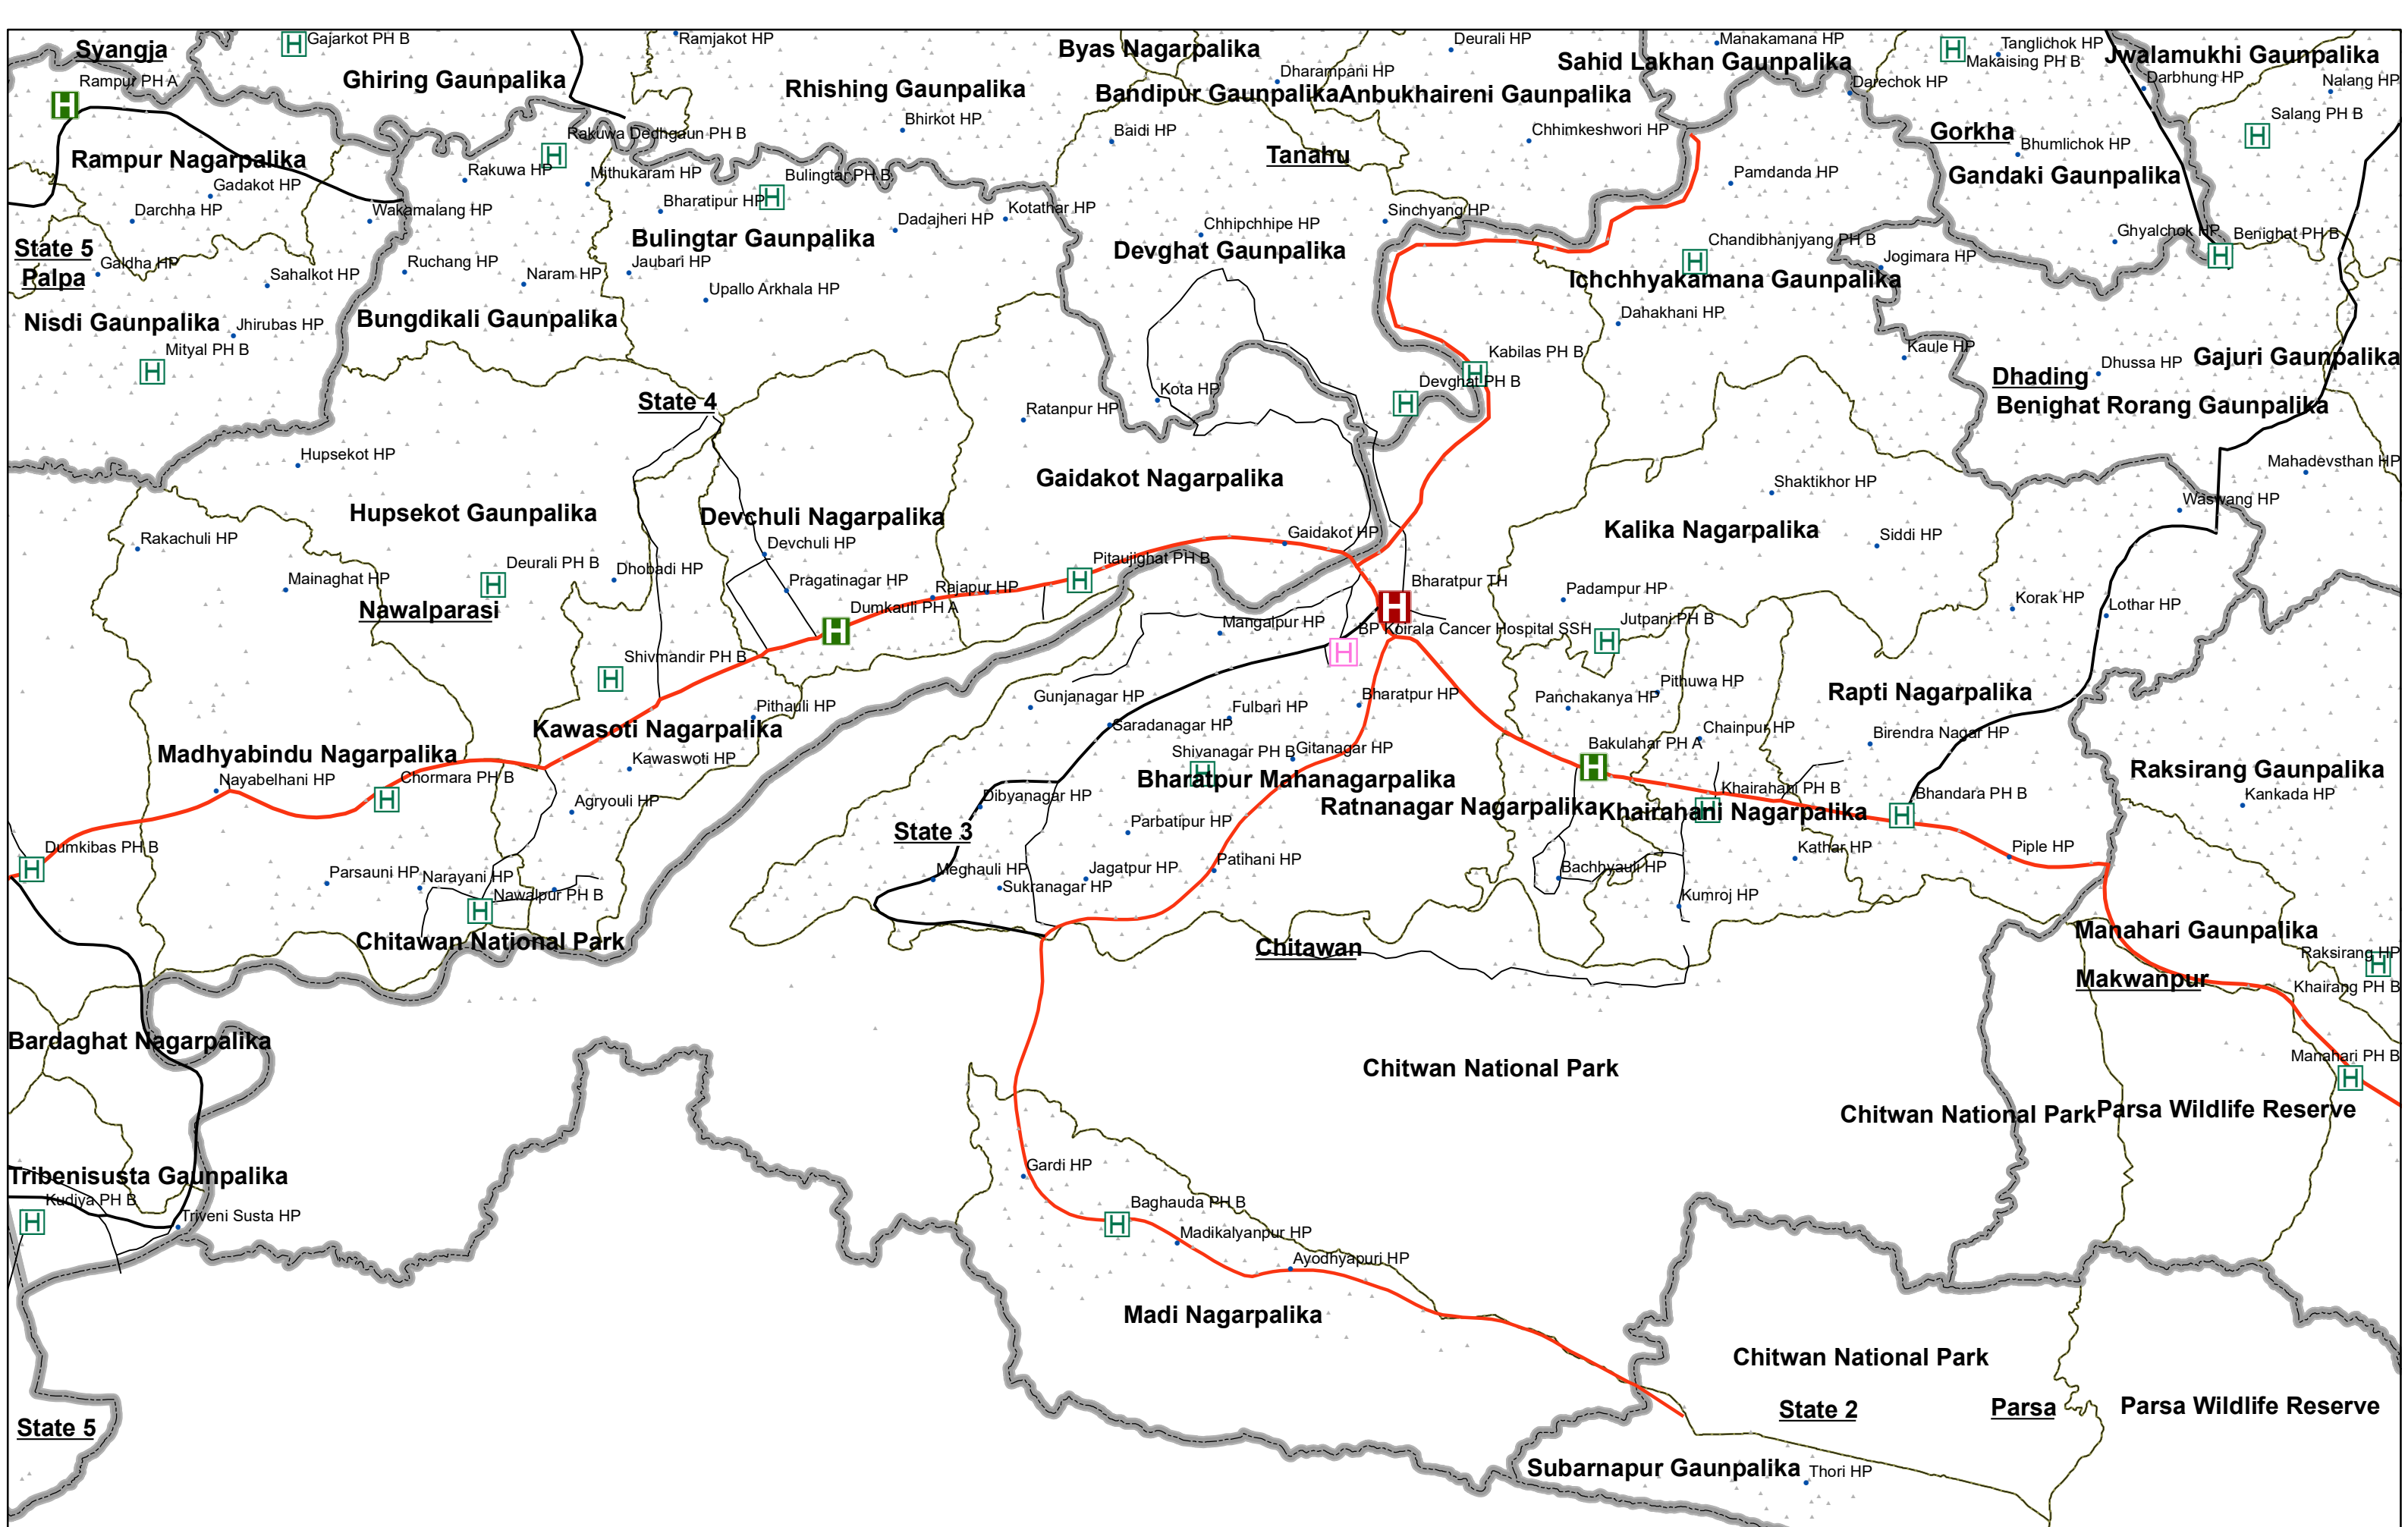 Syangja
Gajarkot PH B
Ramjakot HP
Byas Nagarpalika
Deurali HP
Manakamana HP
Tanglichok HP
Makaising PH B
Jwalamukhi Gaunpalika
Rampur PH A
Ghiring Gaunpalika
Rhishing Gaunpalika
Dharampani HP
Sahid Lakhan Gaunpalika
Darechok HP
Darbhung HP
Nalang HP
Bandipur Gaunpalika
Anbukhaireni Gaunpalika
Salang PH B
Bhirkot HP
Baidi HP
Chhimkeshwori HP
Gorkha
Rakuwa Dedhgaun PH B
Bhumlichok HP
Rampur Nagarpalika
Tanahu
Rakuwa HP
Mithukaram HP
Bulingtar PH B
Pamdanda HP
Gandaki Gaunpalika
Gadakot HP
Bharatipur HP
Darchha HP
Wakamalang HP
Dadajheri HP
Kotathar HP
Sinchyang HP
Chhipchhipe HP
Ghyalchok HP
Benighat PH B
State 5
Bulingtar Gaunpalika
Devghat Gaunpalika
Chandibhanjyang PH B
Galdha HP
Palpa
Sahalkot HP
Ruchang HP
Naram HP
Jaubari HP
Jogimara HP
Ichchhyakamana Gaunpalika
Upallo Arkhala HP
Nisdi Gaunpalika
Jhirubas HP
Bungdikali Gaunpalika
Dahakhani HP
Mityal PH B
Kabilas PH B
Kaule HP
Dhussa HP
Gajuri Gaunpalika
State 4
Kota HP
Devghat PH B
Dhading
Ratanpur HP
Benighat Rorang Gaunpalika
Hupsekot HP
Gaidakot Nagarpalika
Shaktikhor HP
Mahadevsthan HP
Waswang HP
Hupsekot Gaunpalika
Devchuli Nagarpalika
Kalika Nagarpalika
Rakachuli HP
Devchuli HP
Gaidakot HP
Siddi HP
Deurali PH B
Dhobadi HP
Pitaujighat PH B
Mainaghat HP
Pragatinagar HP
Rajapur HP
Bharatpur TH
Padampur HP
Korak HP
Lothar HP
Nawalparasi
Dumkauli PH A
Mangalpur HP
BP Koirala Cancer Hospital SSH
Jutpani PH B
Shivmandir PH B
Pithuwa HP
Gunjanagar HP
Bharatpur HP
Panchakanya HP
Rapti Nagarpalika
Pithauli HP
Fulbari HP
Kawasoti Nagarpalika
Saradanagar HP
Chainpur HP
Birendra Nagar HP
Madhyabindu Nagarpalika
Shivanagar PH B
Gitanagar HP
Bakulahar PH A
Kawaswoti HP
Nayabelhani HP
Chormara PH B
Bharatpur Mahanagarpalika
Raksirang Gaunpalika
Khairahani PH B
Bhandara PH B
Kankada HP
Agryouli HP
Dibyanagar HP
Ratnanagar Nagarpalika
Khairahani Nagarpalika
Parbatipur HP
State 3
Dumkibas PH B
Kathar HP
Piple HP
Parsauni HP
Narayani HP
Meghauli HP
Jagatpur HP
Patihani HP
Bachhyauli HP
Sukranagar HP
Nawalpur PH B
Kumroj HP
Chitawan National Park
Chitawan
Manahari Gaunpalika
Raksirang HP
Makwanpur
Khairang PH B
Bardaghat Nagarpalika
Manahari PH B
Chitwan National Park
Chitwan National Park
Parsa Wildlife Reserve
Gardi HP
Tribenisusta Gaunpalika
Kudiya PH B
Triveni Susta HP
Baghauda PH B
Madikalyanpur HP
Ayodhyapuri HP
Madi Nagarpalika
Chitwan National Park
State 2
Parsa
Parsa Wildlife Reserve
State 5
Subarnapur Gaunpalika
Thori HP